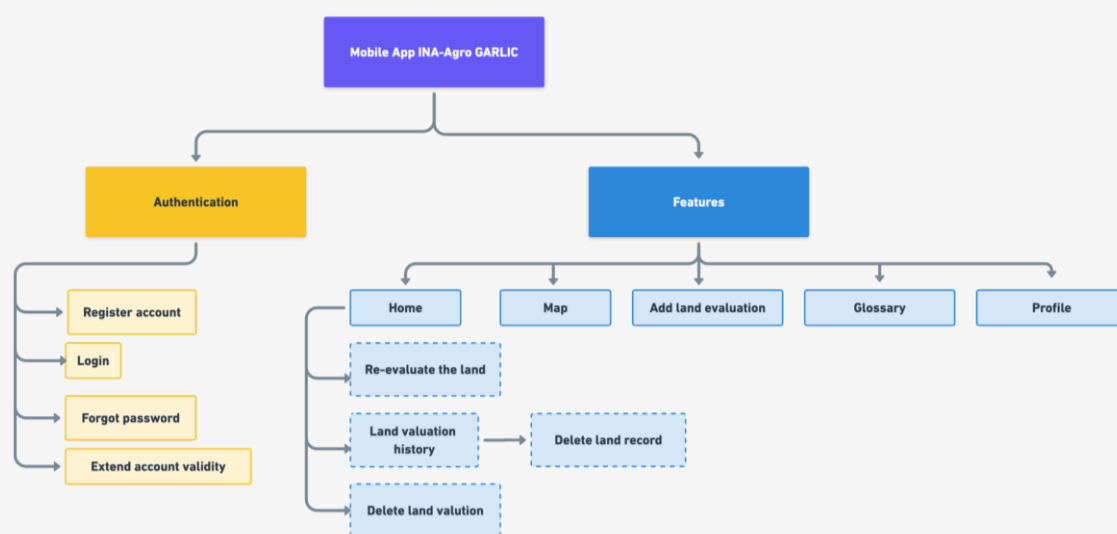 Mobile App INA-Agro GARLIC
Authentication
Features
Register account
Login
Forgot password
Extend account validity
Home
Map
Add land evaluation
Glossary
Profile
Re-evaluate the land
Land valuation
history
Delete land record
Delete land valution